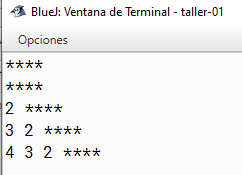 BlueJ: Ventana de Terminal - taller-01
Opciones
****
****
2 ****
3 2 ****
4 3 2 ****